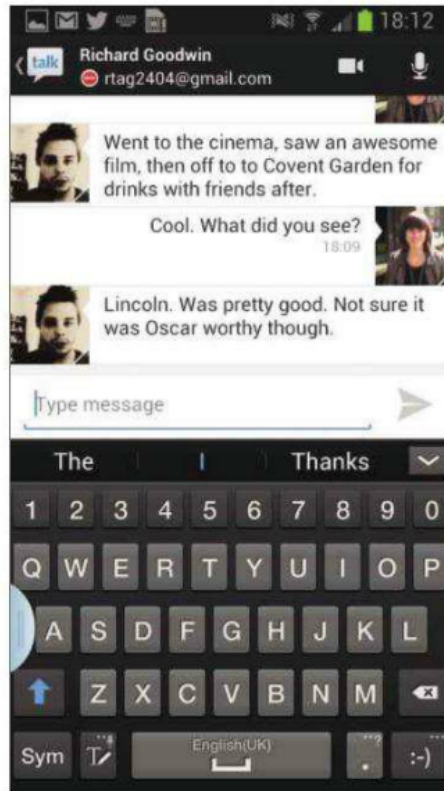 18:12
talk
Richard Goodwin
rtag2404@gmail.com
Went to the cinema, saw an awesome
film, then off to to Covent Garden for
drinks with friends after.
Cool. What did you see?
18:09
Lincoln. Was pretty good. Not sure it
was Oscar worthy though.
Type message
The I Thanks
1 2 3 4 5 6 7 8 9 0
Q W E R T Y U I O P
A S D F G H J K L
Z X C V B N M
Sym T English(UK) . :-)